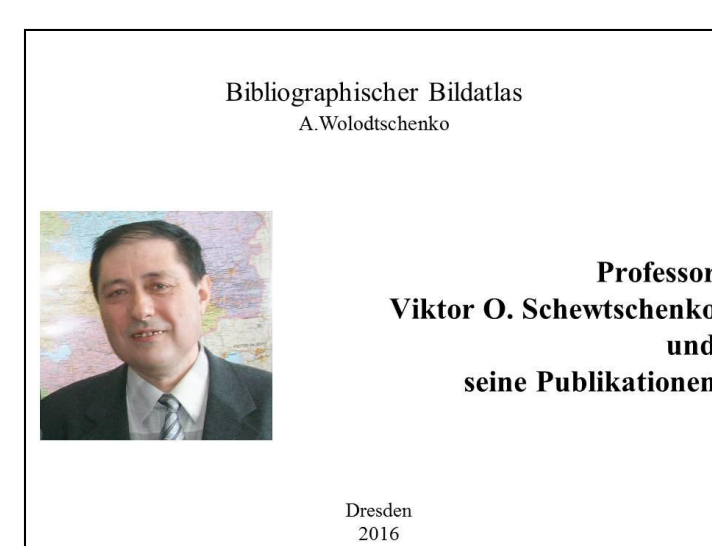 Bibliographischer Bildatlas
A.Wolodtschenko
Professor
Viktor O. Schewtschenko
und
seine Publikationen
Dresden
2016